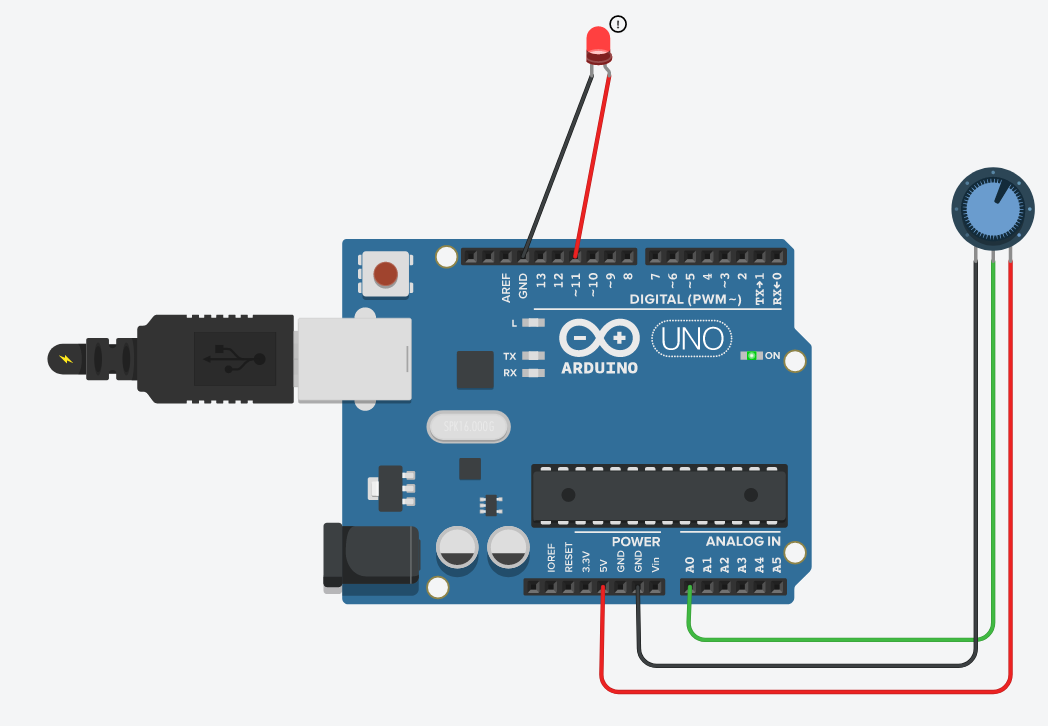 !
AREF
GND
13
12
~11
~10
~9
8
7
~6
~5
4
~3
2
TX→1
RX←0
DIGITAL (PWM~)
L
TX
RX
UNO
ON
ARDUINO
SPK16.000G
POWER
ANALOG IN
IOREF
RESET
3.3V
5V
GND
GND
Vin
A0
A1
A2
A3
A4
A5